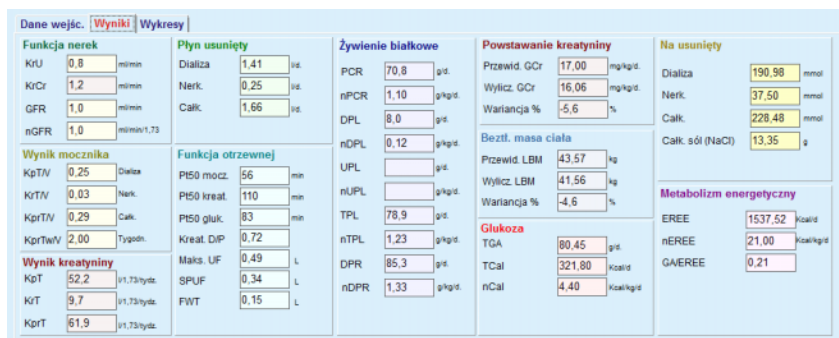 Dane wejśc. Wyniki Wykresy
Funkcja nerek
KrU 0,8 ml/min
KrCr 1,2 ml/min
GFR 1,0 ml/min
nGFR 1,0 ml/min/1,73
Wynik mocznika
KpT/V 0,25 Dializa
KrT/V 0,03 Nerk.
KprT/V 0,29 Całk.
KprTw/V 2,00 Tygodn.
Wynik kreatyniny
KpT 52,2 l/1,73/tydz.
KrT 9,7 l/1,73/tydz.
KprT 61,9 l/1,73/tydz.
Płyn usunięty
Dializa 1,41 l/d.
Nerk. 0,25 l/d.
Całk. 1,66 l/d.
Funkcja otrzewnej
Pt50 mocz. 56 min
Pt50 kreat. 110 min
Pt50 gluk. 83 min
Kreat. D/P 0,72
Maks. UF 0,49 L
SPUF 0,34 L
FWT 0,15 L
Żywienie białkowe
PCR 70,8 g/d.
nPCR 1,10 g/kg/d.
DPL 8,0 g/d.
nDPL 0,12 g/kg/d.
UPL g/d.
nUPL g/kg/d.
TPL 78,9 g/d.
nTPL 1,23 g/kg/d.
DPR 85,3 g/d.
nDPR 1,33 g/kg/d.
Powstawanie kreatyniny
Przewid. GCr 17,00 mg/kg/d.
Wylicz. GCr 16,06 mg/kg/d.
Wariancja % -5,6 %
Beztł. masa ciała
Przewid. LBM 43,57 kg
Wylicz. LBM 41,56 kg
Wariancja % -4,6 %
Glukoza
TGA 80,45 g/d.
TCal 321,80 Kcal/d
nCal 4,40 Kcal/kg/d
Na usunięty
Dializa 190,98 mmol
Nerk. 37,50 mmol
Całk. 228,48 mmol
Całk. sól (NaCl) 13,35 g
Metabolizm energetyczny
EREE 1537,52 Kcal/d
nEREE 21,00 Kcal/kg/d
GA/EREE 0,21